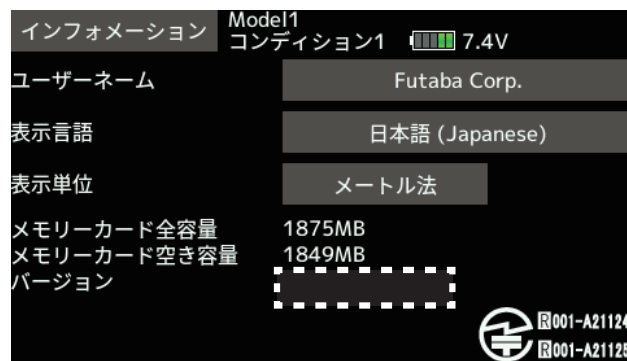 インフォメーション
Model1
コンディション1 7.4V
ユーザーネーム Futaba Corp.
表示言語 日本語 (Japanese)
表示単位 メートル法
メモリーカード全容量 1875MB
メモリーカード空き容量 1849MB
バージョン
R001-A21124
R001-A21125